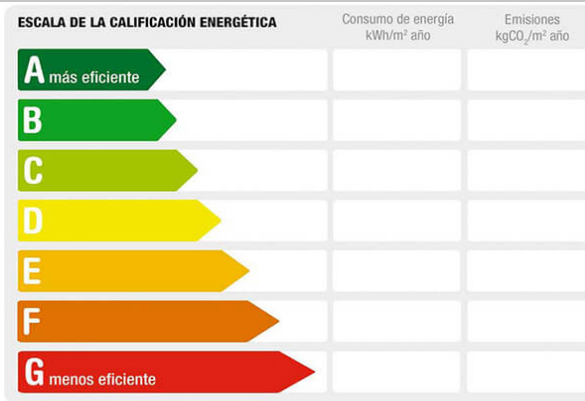 ESCALA DE LA CALIFICACIÓN ENERGÉTICA
Consumo de energía
kWh/m² año
Emisiones
kgCO₂/m² año
A más eficiente
B
C
D
E
F
G menos eficiente